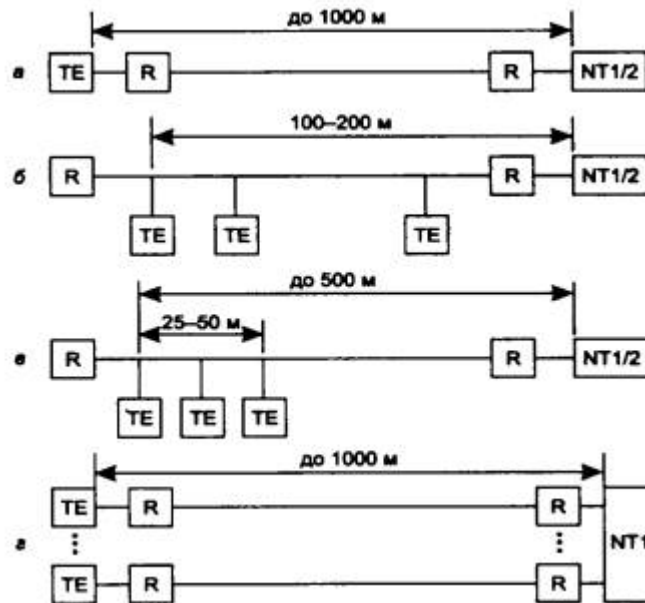 до 1000 м
а TE R R NT1/2
100–200 м
б R R NT1/2
TE TE TE
до 500 м
25–50 м
в R R NT1/2
TE TE TE
до 1000 м
TE R R
г NT1
TE R R